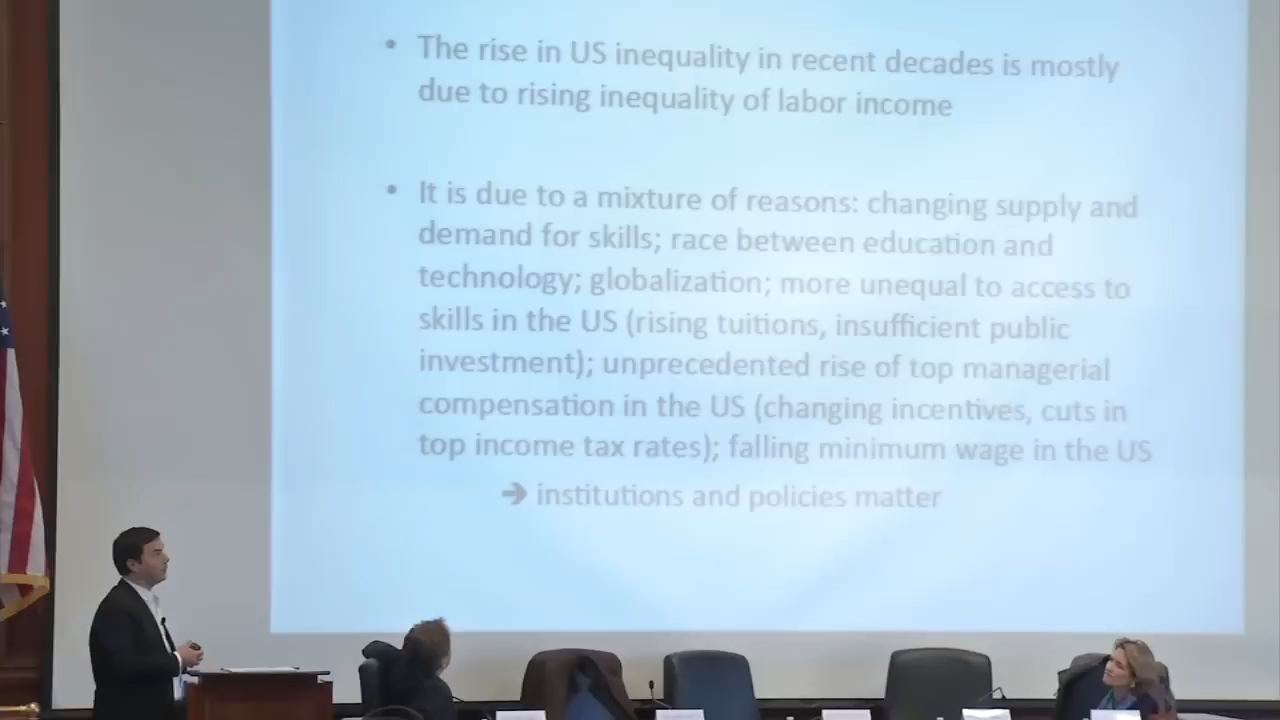 • The rise in US inequality in recent decades is mostly
due to rising inequality of labor income
• It is due to a mixture of reasons: changing supply and
demand for skills; race between education and
technology; globalization; more unequal to access to
skills in the US (rising tuitions, insufficient public
investment); unprecedented rise of top managerial
compensation in the US (changing incentives, cuts in
top income tax rates); falling minimum wage in the US
➔ institutions and policies matter